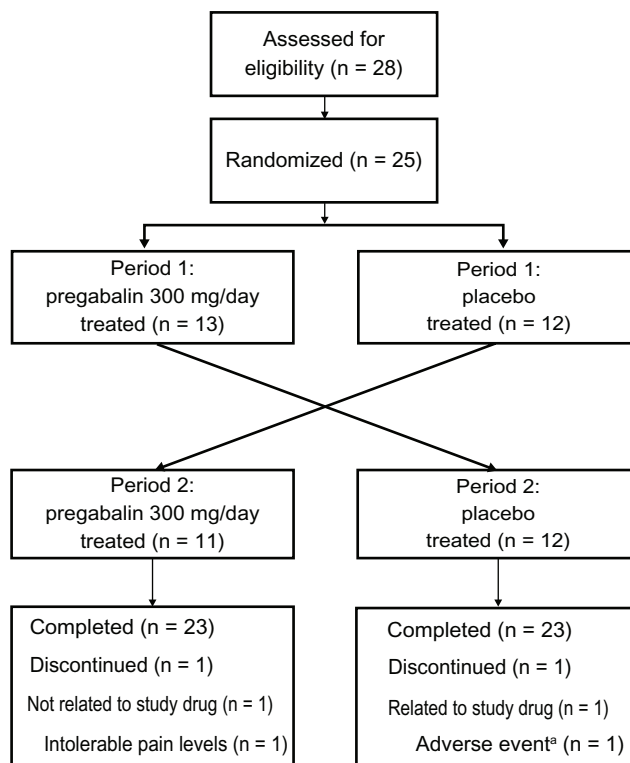 Assessed for
eligibility (n = 28)
Randomized (n = 25)
Period 1:
pregabalin 300 mg/day
treated (n = 13)
Period 1:
placebo
treated (n = 12)
Period 2:
pregabalin 300 mg/day
treated (n = 11)
Period 2:
placebo
treated (n = 12)
Completed (n = 23)
Discontinued (n = 1)
Not related to study drug (n = 1)
Intolerable pain levels (n = 1)
Completed (n = 23)
Discontinued (n = 1)
Related to study drug (n = 1)
Adverse eventᵃ (n = 1)